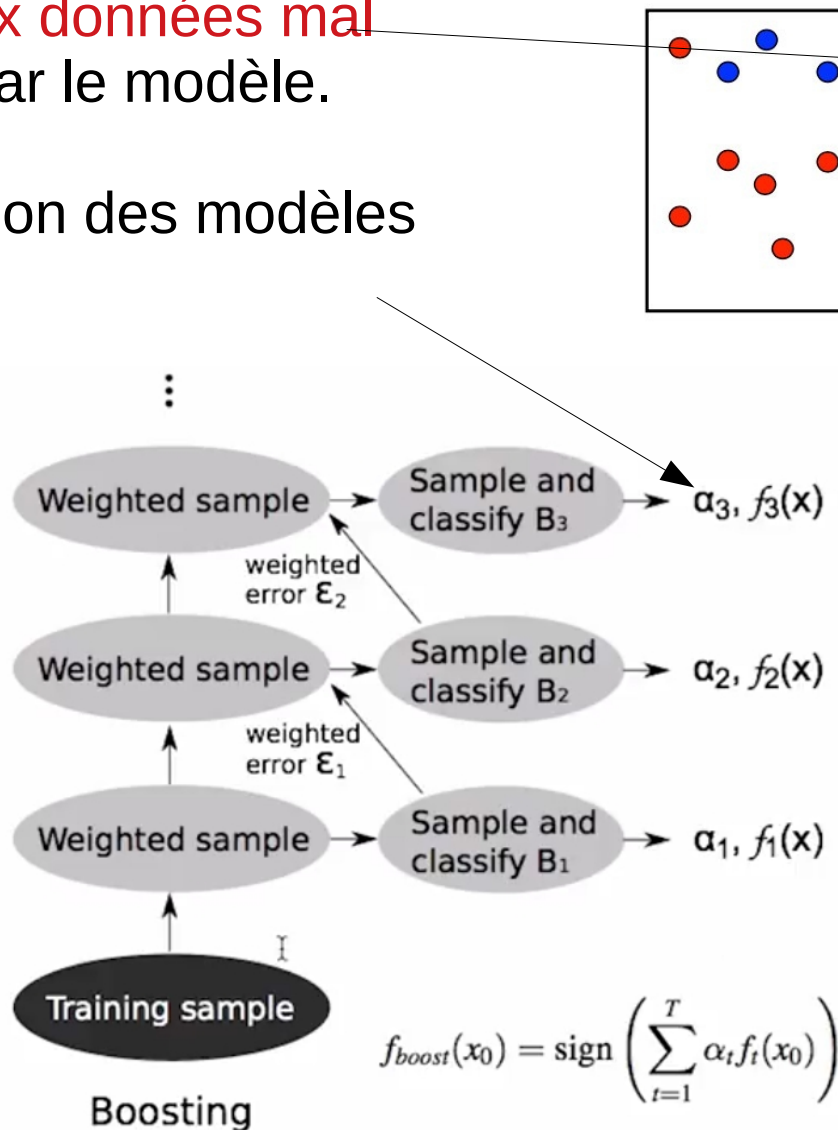 x données mal
ar le modèle.
on des modèles
⋮
Weighted sample
Sample and
classify B₃
α₃, f₃(x)
weighted
error ε₂
Weighted sample
Sample and
classify B₂
α₂, f₂(x)
weighted
error ε₁
Weighted sample
Sample and
classify B₁
α₁, f₁(x)
Training sample
f_boost(x₀) = sign (∑_{t=1}^{T} α_t f_t(x₀))
Boosting